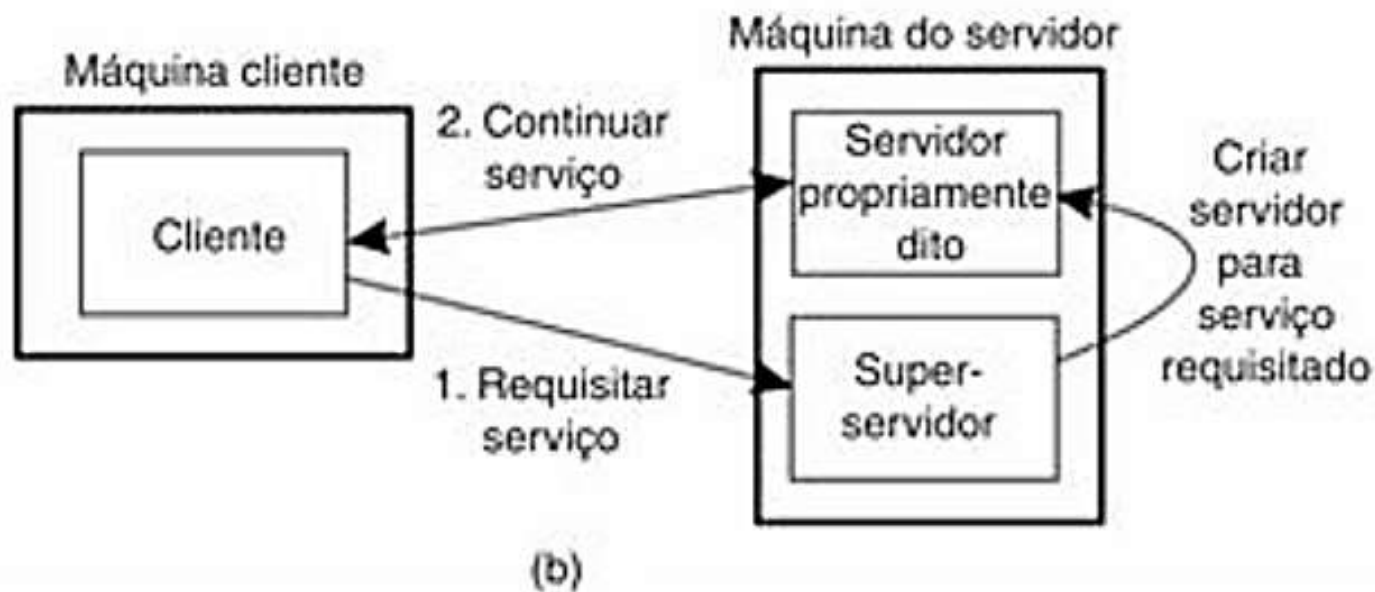 Máquina cliente
Cliente
2. Continuar
serviço
1. Requisitar
serviço
Máquina do servidor
Servidor
propriamente
dito
Super-
servidor
Criar
servidor
para
serviço
requisitado
(b)